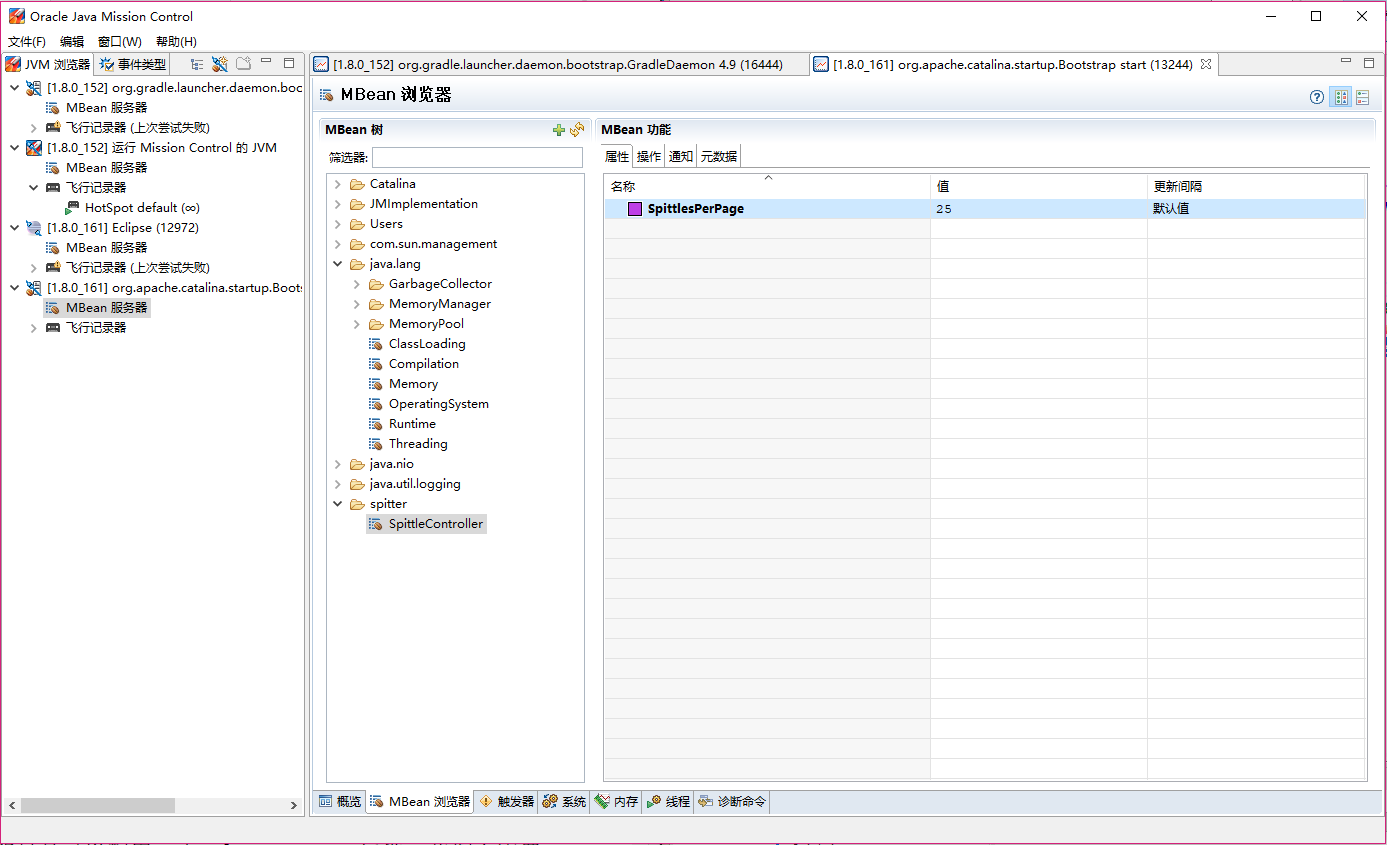 Oracle Java Mission Control
文件(F) 编辑 窗口(W) 帮助(H)
JVM 浏览器 事件类型
[1.8.0_152] org.gradle.launcher.daemon.boc
MBean 服务器
飞行记录器 (上次尝试失败)
[1.8.0_152] 运行 Mission Control 的 JVM
MBean 服务器
飞行记录器
HotSpot default (∞)
[1.8.0_161] Eclipse (12972)
MBean 服务器
飞行记录器 (上次尝试失败)
[1.8.0_161] org.apache.catalina.startup.Boots
MBean 服务器
飞行记录器
[1.8.0_152] org.gradle.launcher.daemon.bootstrap.GradleDaemon 4.9 (16444) [1.8.0_161] org.apache.catalina.startup.Bootstrap start (13244)
MBean 浏览器
MBean 树
筛选器:
Catalina
JMImplementation
Users
com.sun.management
java.lang
GarbageCollector
MemoryManager
MemoryPool
ClassLoading
Compilation
Memory
OperatingSystem
Runtime
Threading
java.nio
java.util.logging
spitter
SpittleController
MBean 功能
属性 操作 通知 元数据
名称 值 更新间隔
SpittlesPerPage 25 默认值
概览 MBean 浏览器 触发器 系统 内存 线程 诊断命令